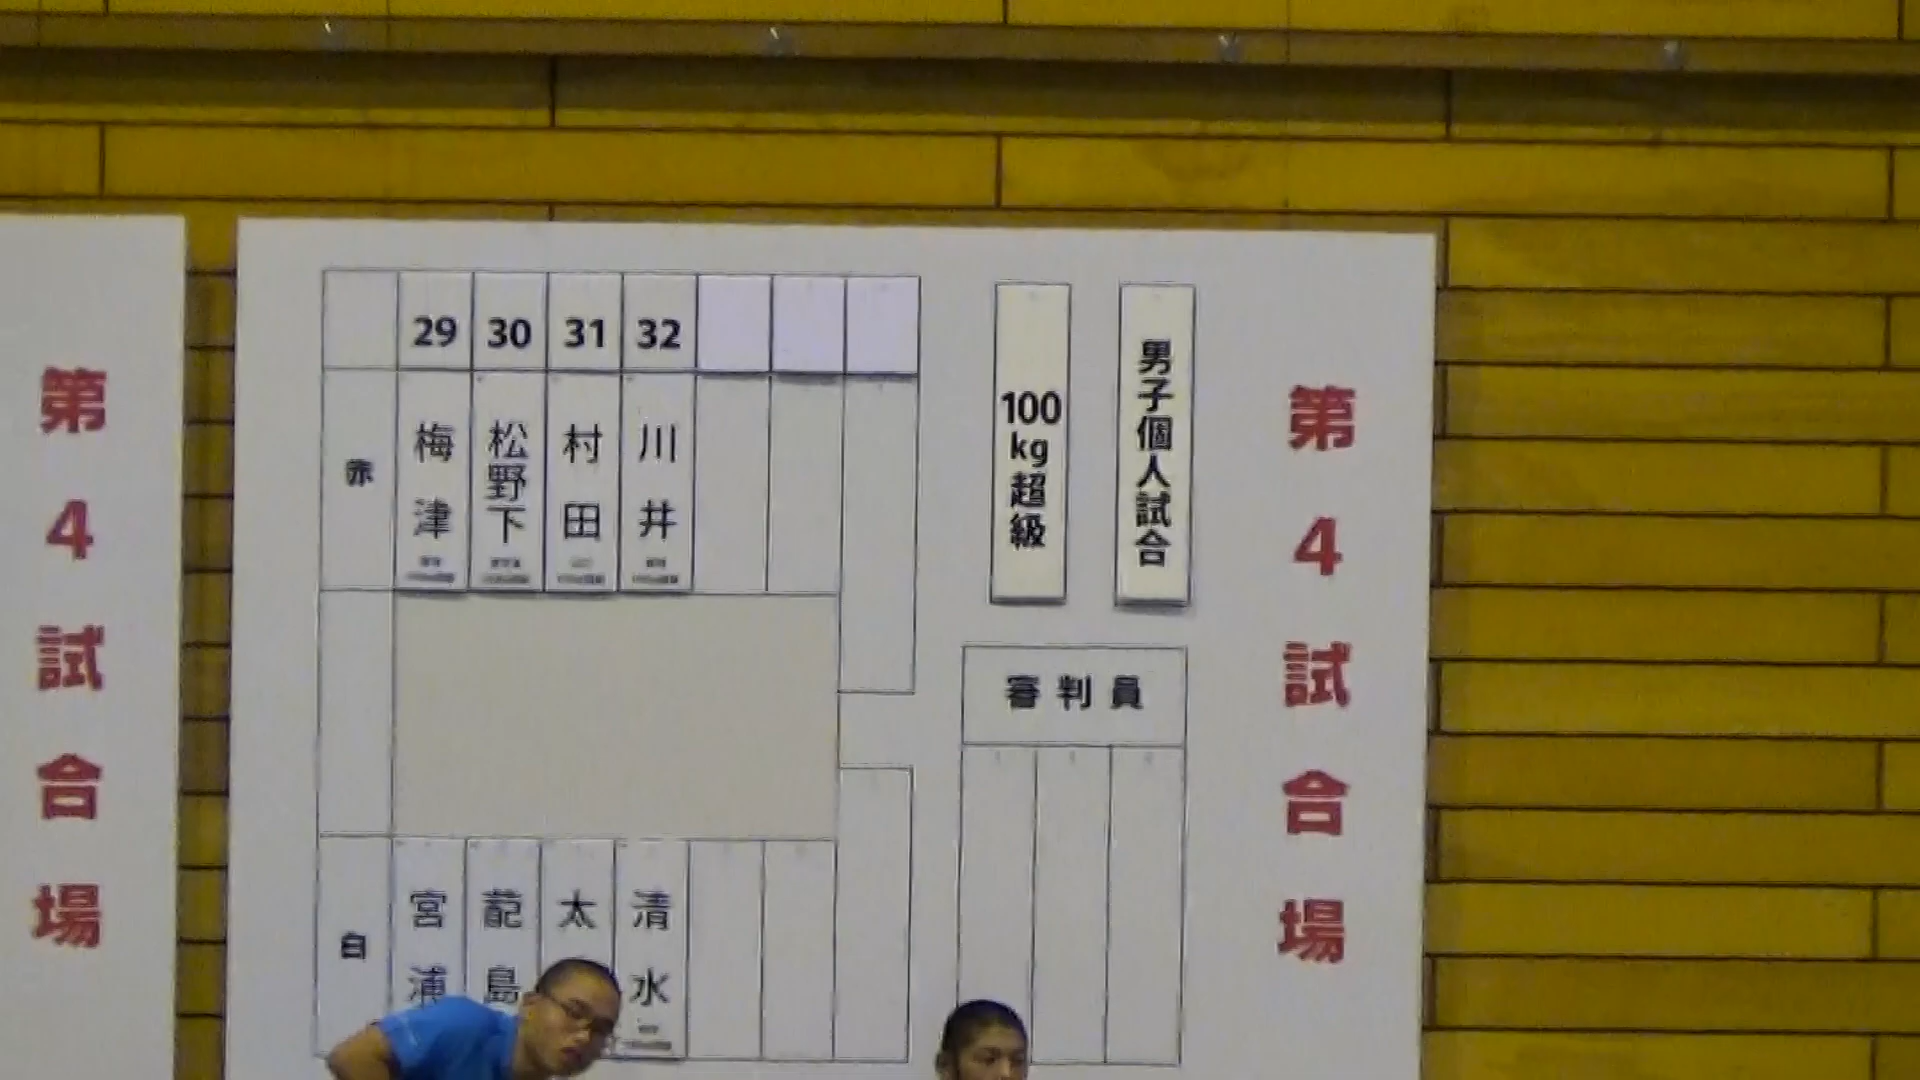 第4試合場
男子個人試合
100kg超級
29 30 31 32
赤
梅津
松野下
村田
川井
審判員
白
宮浦
島
太
清水
第4試合場